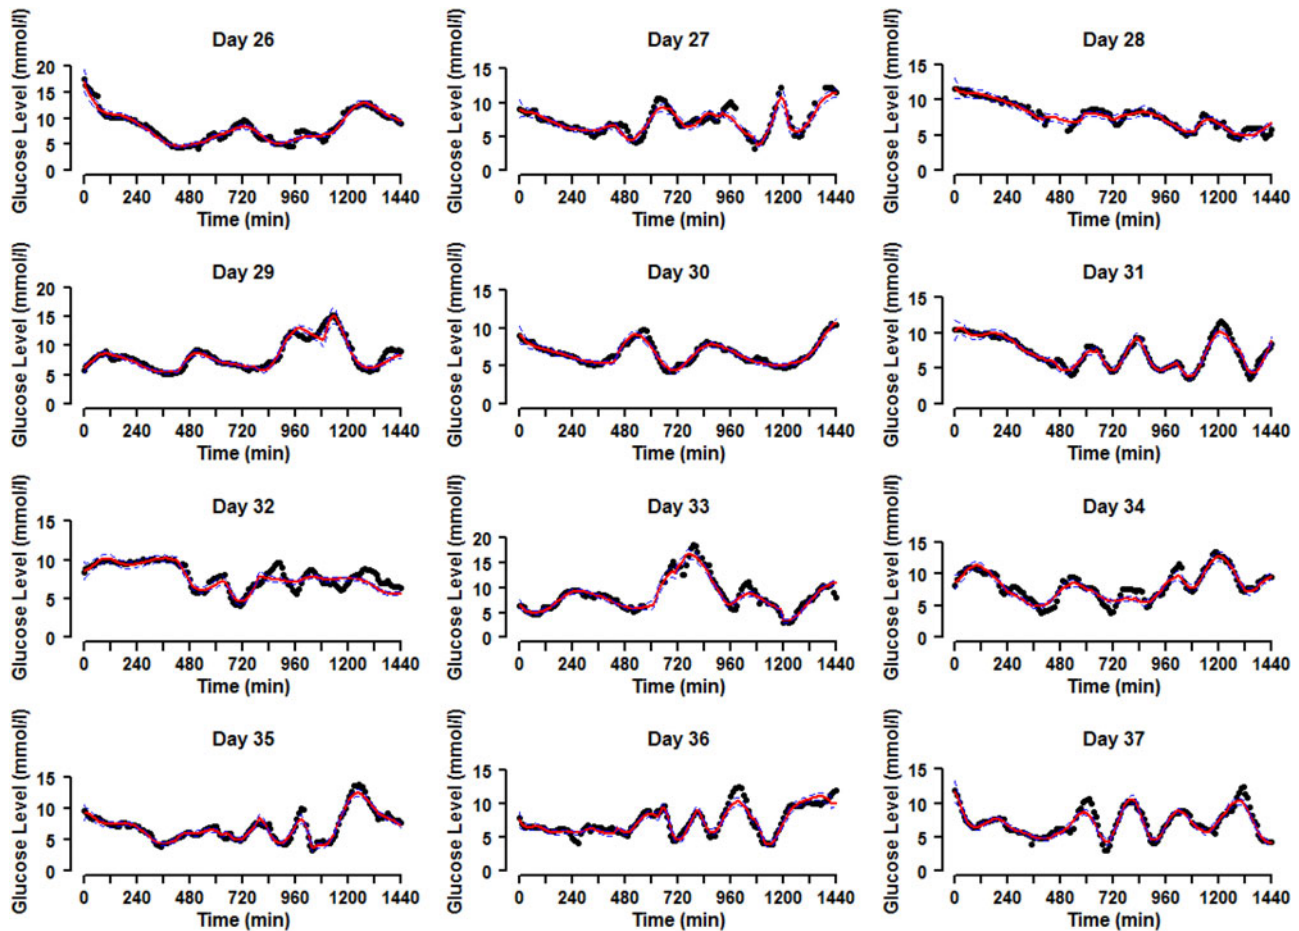 Day 26
Glucose Level (mmol/l)
20
15
10
5
0
0 240 480 720 960 1200 1440
Time (min)
Day 27
Glucose Level (mmol/l)
15
10
5
0
0 240 480 720 960 1200 1440
Time (min)
Day 28
Glucose Level (mmol/l)
15
10
5
0
0 240 480 720 960 1200 1440
Time (min)
Day 29
Glucose Level (mmol/l)
20
15
10
5
0
0 240 480 720 960 1200 1440
Time (min)
Day 30
Glucose Level (mmol/l)
15
10
5
0
0 240 480 720 960 1200 1440
Time (min)
Day 31
Glucose Level (mmol/l)
15
10
5
0
0 240 480 720 960 1200 1440
Time (min)
Day 32
Glucose Level (mmol/l)
15
10
5
0
0 240 480 720 960 1200 1440
Time (min)
Day 33
Glucose Level (mmol/l)
20
15
10
5
0
0 240 480 720 960 1200 1440
Time (min)
Day 34
Glucose Level (mmol/l)
15
10
5
0
0 240 480 720 960 1200 1440
Time (min)
Day 35
Glucose Level (mmol/l)
15
10
5
0
0 240 480 720 960 1200 1440
Time (min)
Day 36
Glucose Level (mmol/l)
15
10
5
0
0 240 480 720 960 1200 1440
Time (min)
Day 37
Glucose Level (mmol/l)
15
10
5
0
0 240 480 720 960 1200 1440
Time (min)